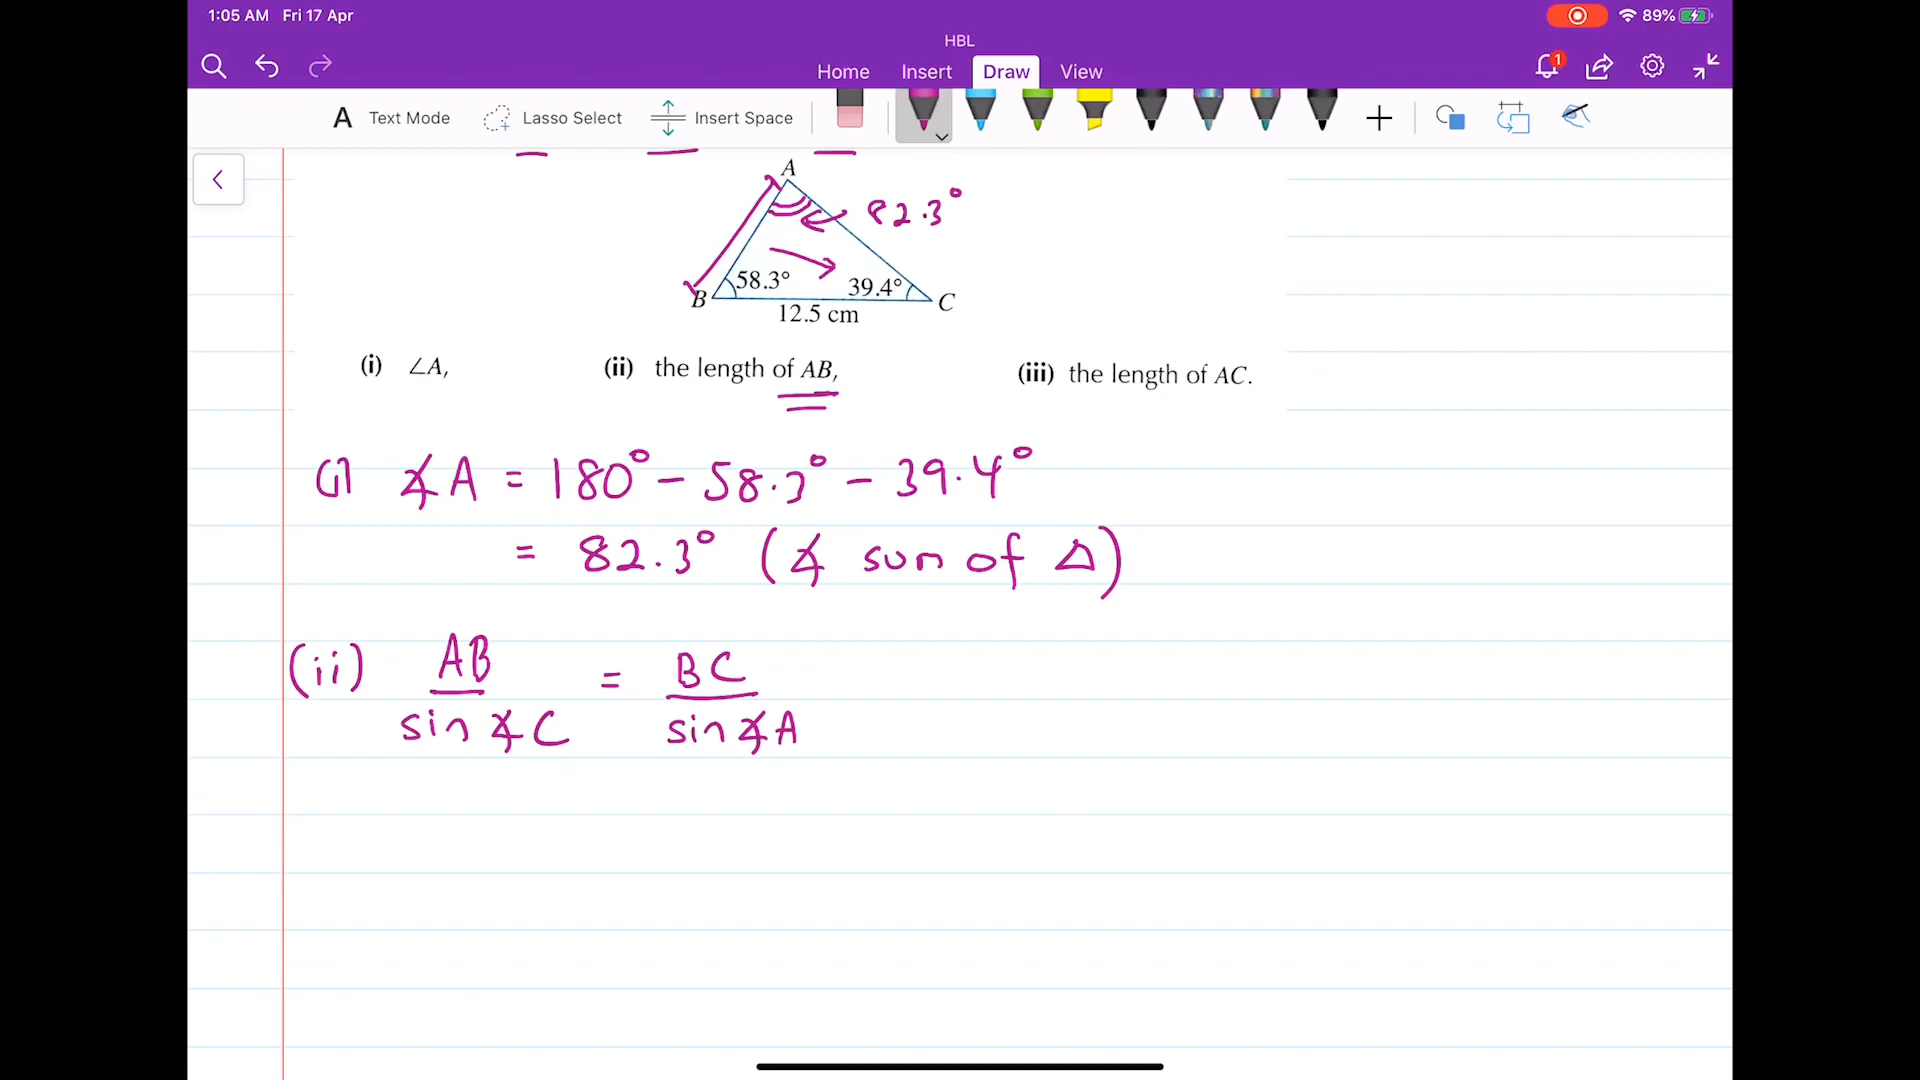 1:05 AM Fri 17 Apr
89%
HBL
Home Insert Draw View
1
A Text Mode Lasso Select Insert Space
A
82.3°
58.3° 39.4°
B C
12.5 cm
(i) ∠A, (ii) the length of AB, (iii) the length of AC.
(i) ∡A = 180° - 58.3° - 39.4°
= 82.3° (∡ sum of Δ)
(ii) AB = BC
sin ∡C sin ∡A